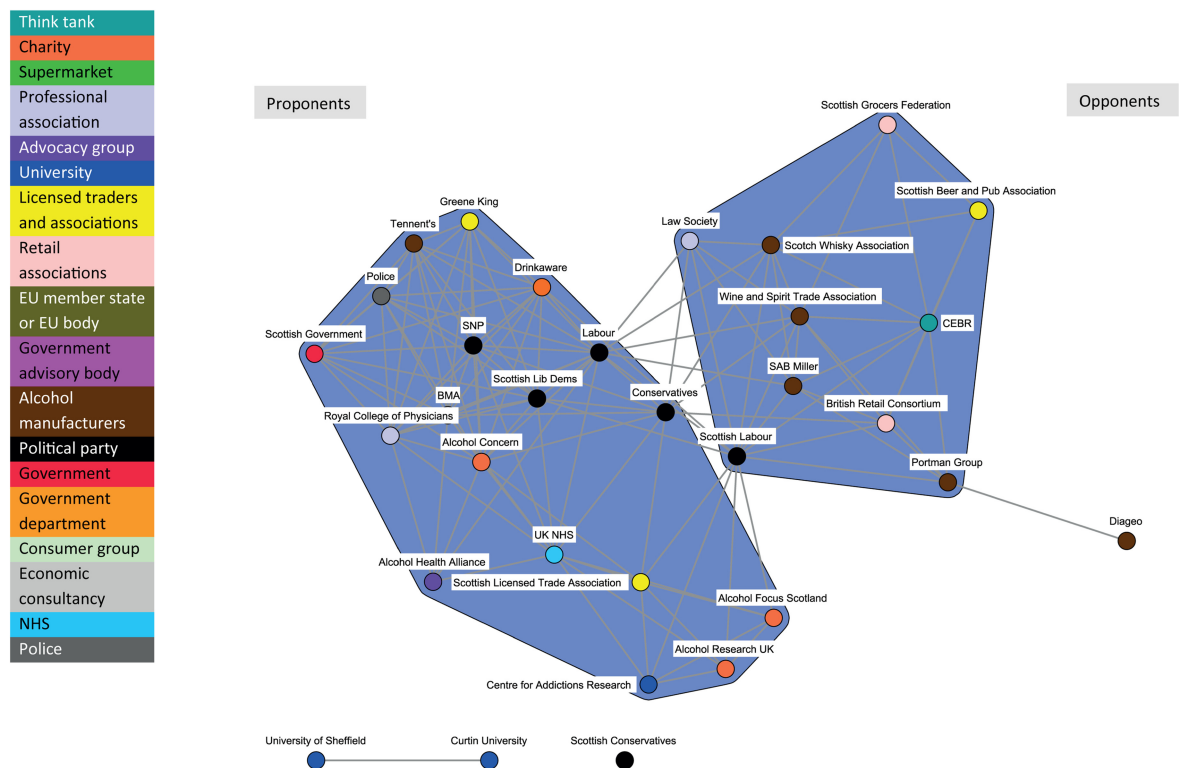 Think tank
Charity
Supermarket
Professional
association
Advocacy group
University
Licensed traders
and associations
Retail
associations
EU member state
or EU body
Government
advisory body
Alcohol
manufacturers
Political party
Government
Government
department
Consumer group
Economic
consultancy
NHS
Police
Proponents
Opponents
Scottish Grocers Federation
Scottish Beer and Pub Association
Greene King
Law Society
Tennent's
Scotch Whisky Association
Drinkaware
Police
Wine and Spirit Trade Association
CEBR
SNP
Labour
Scottish Government
SAB Miller
Scottish Lib Dems
Conservatives
BMA
British Retail Consortium
Royal College of Physicians
Scottish Labour
Alcohol Concern
Portman Group
Diageo
UK NHS
Alcohol Health Alliance
Scottish Licensed Trade Association
Alcohol Focus Scotland
Alcohol Research UK
Centre for Addictions Research
University of Sheffield
Curtin University
Scottish Conservatives